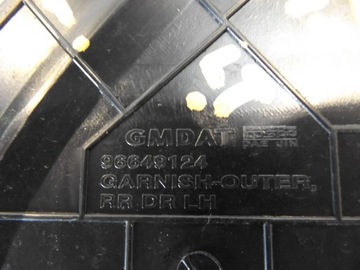 GMDAT
96649124
GARNISH-OUTER,
RR DR LH